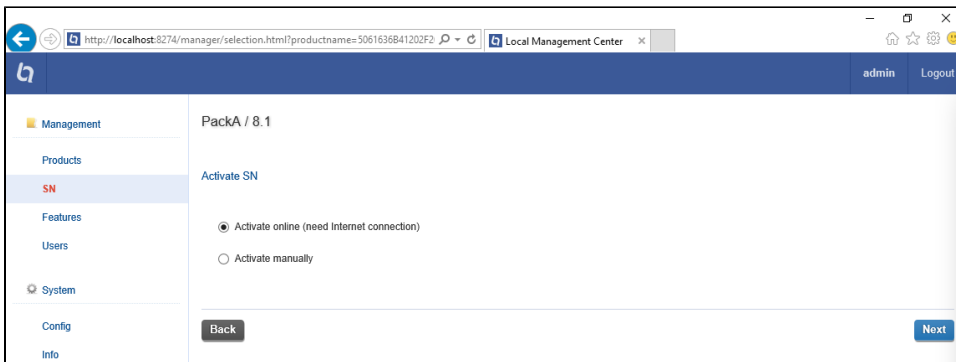 http://localhost:8274/manager/selection.html?productname=5061636B41202F2
Local Management Center
admin
Logout
Management
Products
SN
Features
Users
System
Config
Info
PackA / 8.1
Activate SN
Activate online (need Internet connection)
Activate manually
Back
Next